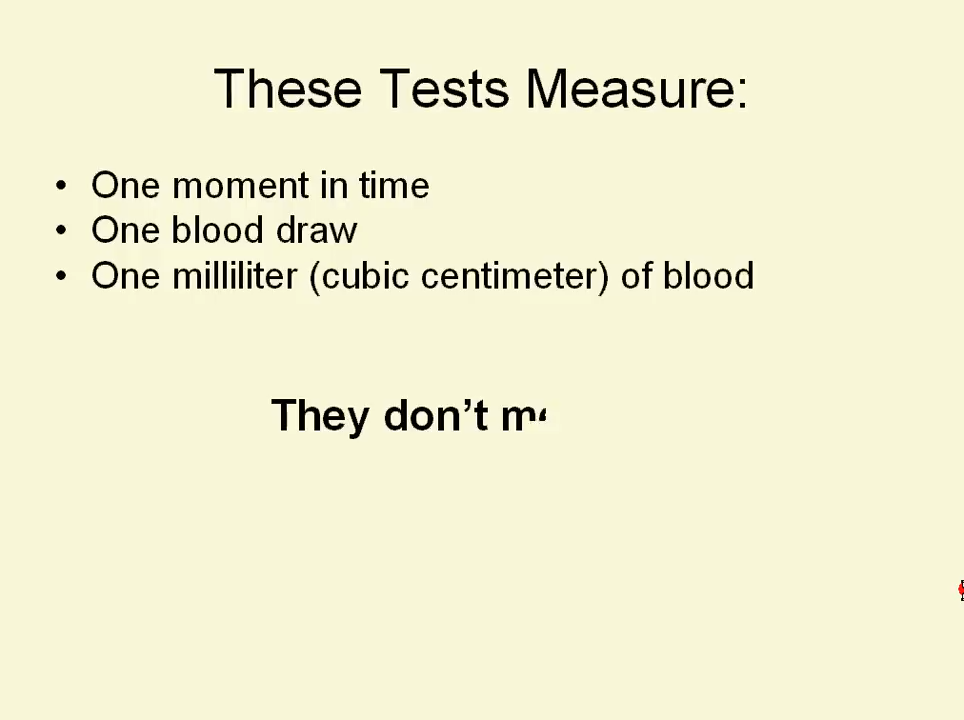 These Tests Measure:
• One moment in time
• One blood draw
• One milliliter (cubic centimeter) of blood
They don’t